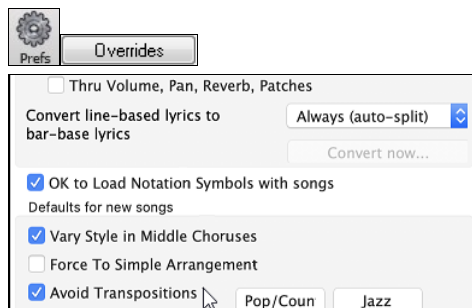 Prefs
Overrides
Thru Volume, Pan, Reverb, Patches
Convert line-based lyrics to
bar-base lyrics
Always (auto-split)
Convert now...
OK to Load Notation Symbols with songs
Defaults for new songs
Vary Style in Middle Choruses
Force To Simple Arrangement
Avoid Transpositions
Pop/Coun
Jazz